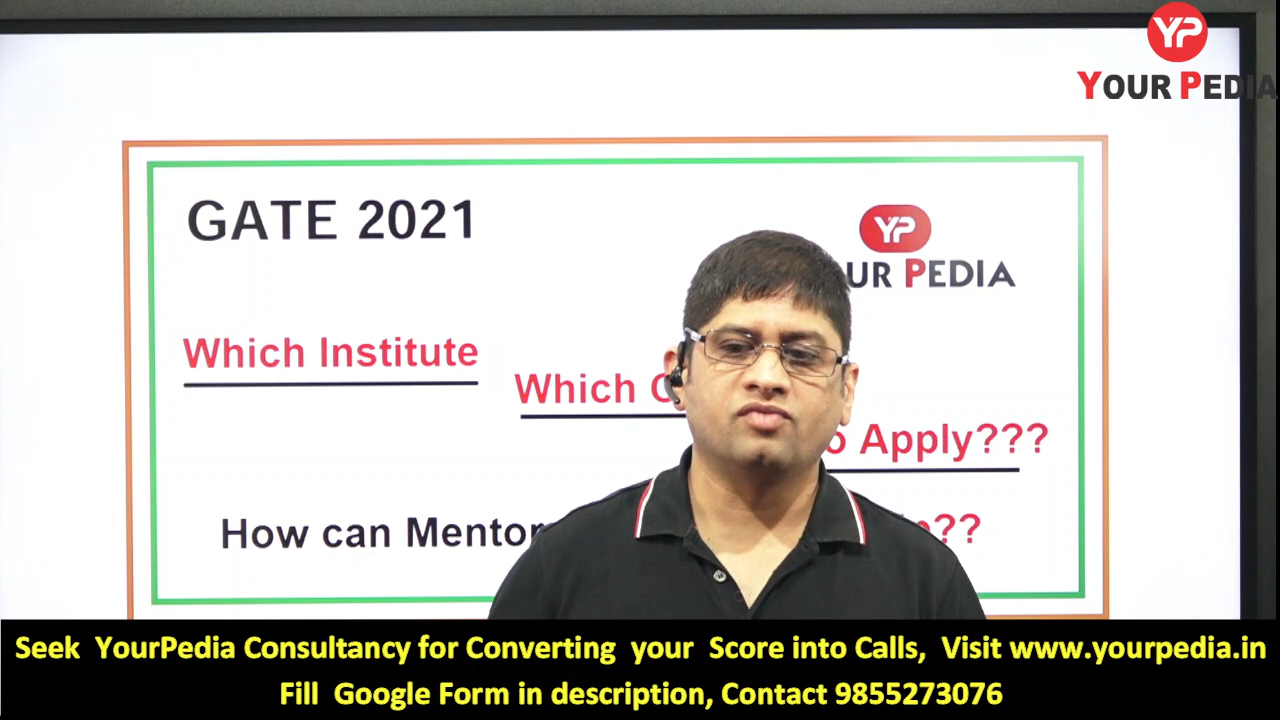 YP
YOUR PEDIA
GATE 2021
YP
UR PEDIA
Which Institute
Which
Apply???
How can Mentor
??
Seek YourPedia Consultancy for Converting your Score into Calls, Visit www.yourpedia.in
Fill Google Form in description, Contact 9855273076